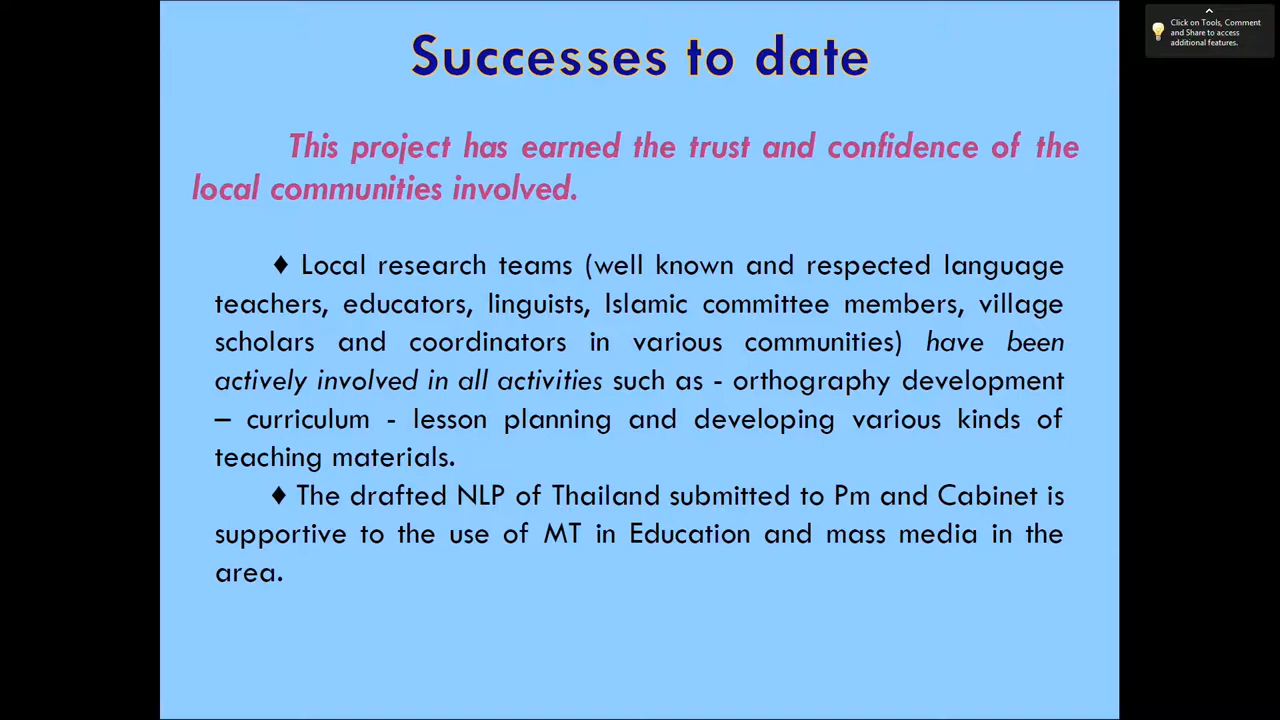 Successes to date
This project has earned the trust and confidence of the
local communities involved.
♦ Local research teams (well known and respected language
teachers, educators, linguists, Islamic committee members, village
scholars and coordinators in various communities) have been
actively involved in all activities such as - orthography development
– curriculum - lesson planning and developing various kinds of
teaching materials.
♦ The drafted NLP of Thailand submitted to Pm and Cabinet is
supportive to the use of MT in Education and mass media in the
area.
Click on Tools, Comment
and Share to access
additional features.